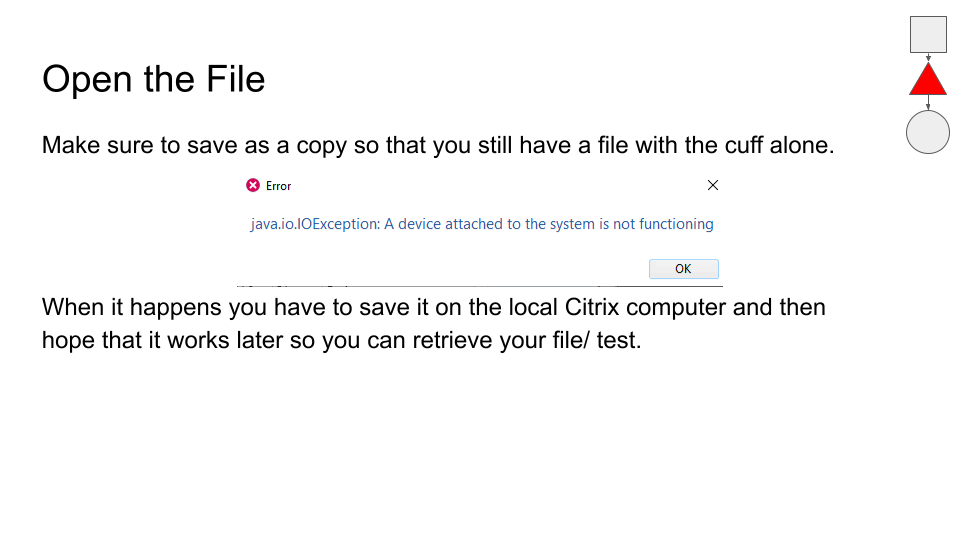 Open the File
Make sure to save as a copy so that you still have a file with the cuff alone.
Error
java.io.IOException: A device attached to the system is not functioning
OK
When it happens you have to save it on the local Citrix computer and then
hope that it works later so you can retrieve your file/ test.